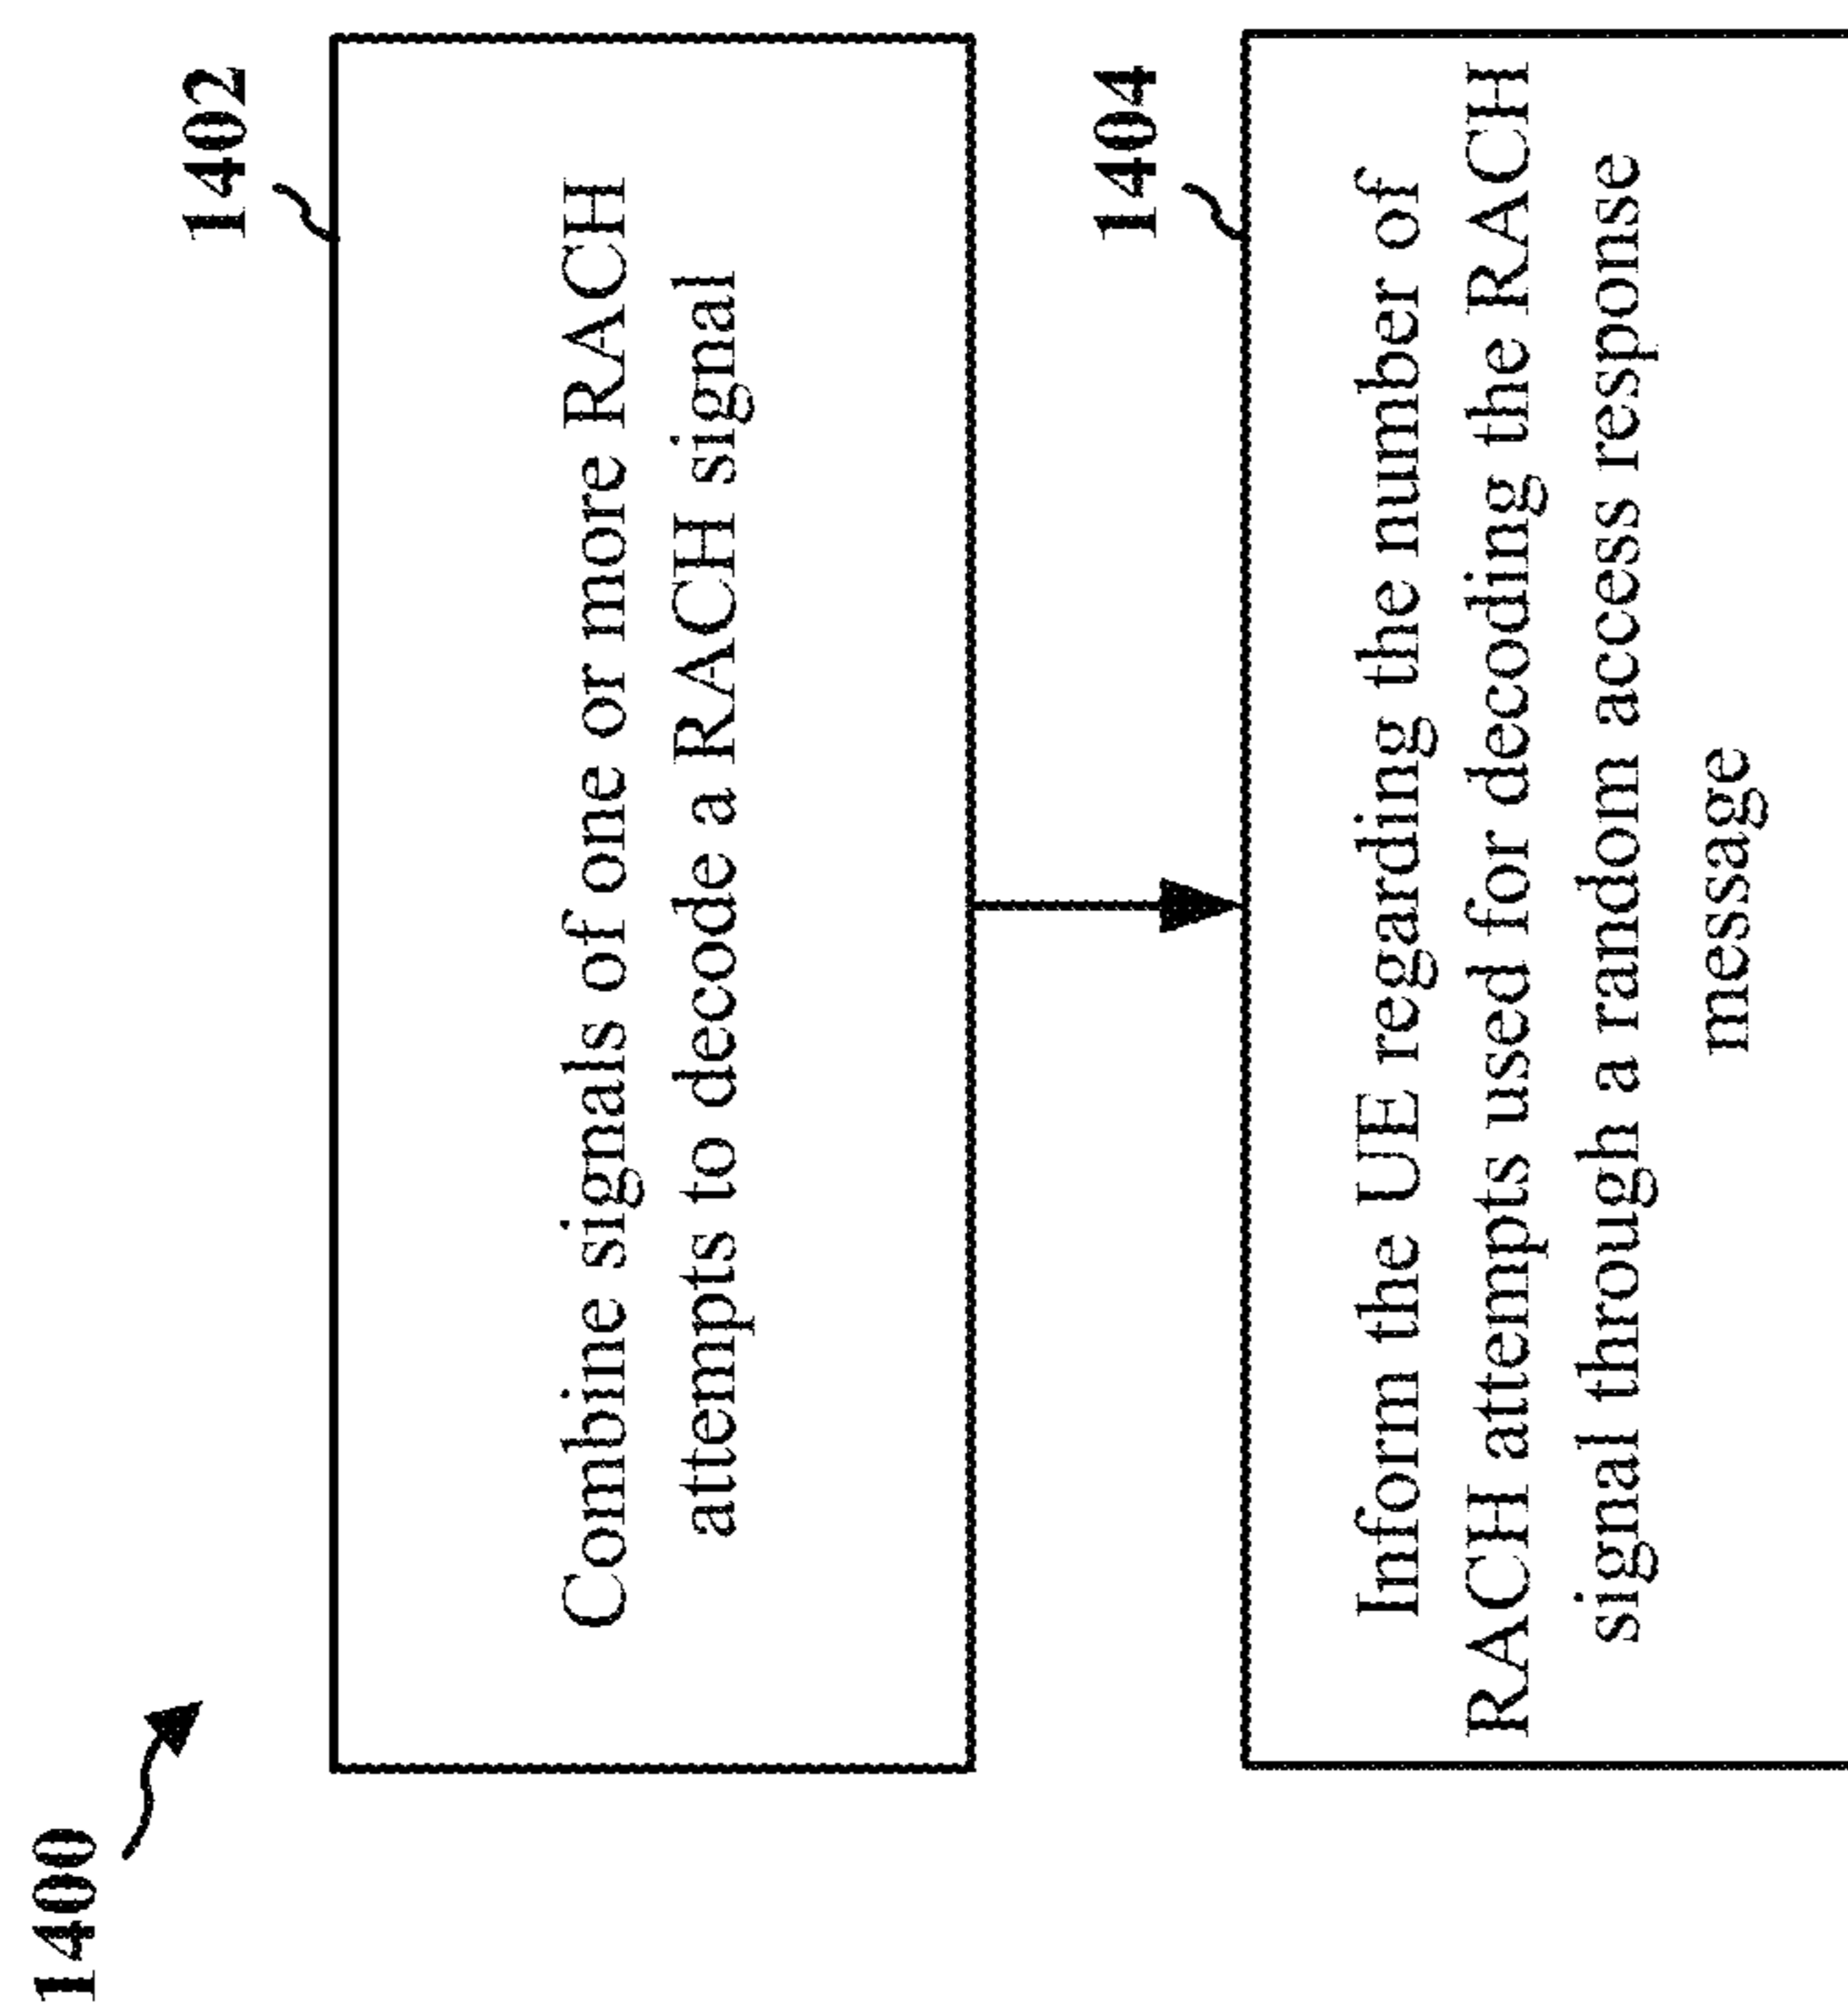 1400
1402
Combine signals of one or more RACH
attempts to decode a RACH signal
1404
Inform the UE regarding the number of
RACH attempts used for decoding the RACH
signal through a random access response
message